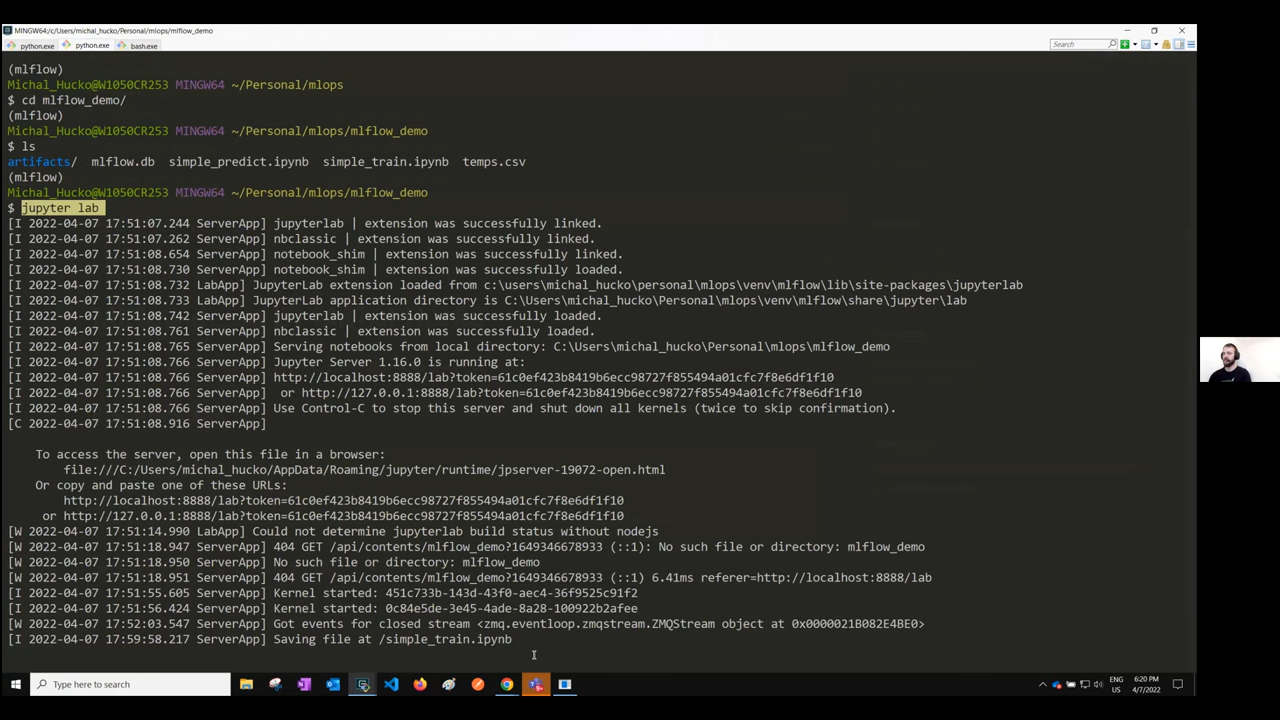 MINGW64:/c/Users/michal_hucko/Personal/mlops/mlflow_demo
python.exe python.exe bash.exe Search
(mlflow)
Michal_Hucko@W1050CR253 MINGW64 ~/Personal/mlops
$ cd mlflow_demo/
(mlflow)
Michal_Hucko@W1050CR253 MINGW64 ~/Personal/mlops/mlflow_demo
$ ls
artifacts/ mlflow.db simple_predict.ipynb simple_train.ipynb temps.csv
(mlflow)
Michal_Hucko@W1050CR253 MINGW64 ~/Personal/mlops/mlflow_demo
$ jupyter lab
[I 2022-04-07 17:51:07.244 ServerApp] jupyterlab | extension was successfully linked.
[I 2022-04-07 17:51:07.262 ServerApp] nbclassic | extension was successfully linked.
[I 2022-04-07 17:51:08.654 ServerApp] notebook_shim | extension was successfully linked.
[I 2022-04-07 17:51:08.730 ServerApp] notebook_shim | extension was successfully loaded.
[I 2022-04-07 17:51:08.732 LabApp] JupyterLab extension loaded from c:\users\michal_hucko\personal\mlops\venv\mlflow\lib\site-packages\jupyterlab
[I 2022-04-07 17:51:08.733 LabApp] JupyterLab application directory is C:\Users\michal_hucko\Personal\mlops\venv\mlflow\share\jupyter\lab
[I 2022-04-07 17:51:08.742 ServerApp] jupyterlab | extension was successfully loaded.
[I 2022-04-07 17:51:08.761 ServerApp] nbclassic | extension was successfully loaded.
[I 2022-04-07 17:51:08.765 ServerApp] Serving notebooks from local directory: C:\Users\michal_hucko\Personal\mlops\mlflow_demo
[I 2022-04-07 17:51:08.766 ServerApp] Jupyter Server 1.16.0 is running at:
[I 2022-04-07 17:51:08.766 ServerApp] http://localhost:8888/lab?token=61c0ef423b8419b6ecc98727f855494a01cfc7f8e6df1f10
[I 2022-04-07 17:51:08.766 ServerApp]  or http://127.0.0.1:8888/lab?token=61c0ef423b8419b6ecc98727f855494a01cfc7f8e6df1f10
[I 2022-04-07 17:51:08.766 ServerApp] Use Control-C to stop this server and shut down all kernels (twice to skip confirmation).
[C 2022-04-07 17:51:08.916 ServerApp]
To access the server, open this file in a browser:
file:///C:/Users/michal_hucko/AppData/Roaming/jupyter/runtime/jpserver-19072-open.html
Or copy and paste one of these URLs:
http://localhost:8888/lab?token=61c0ef423b8419b6ecc98727f855494a01cfc7f8e6df1f10
or http://127.0.0.1:8888/lab?token=61c0ef423b8419b6ecc98727f855494a01cfc7f8e6df1f10
[W 2022-04-07 17:51:14.990 LabApp] Could not determine jupyterlab build status without nodejs
[W 2022-04-07 17:51:18.947 ServerApp] 404 GET /api/contents/mlflow_demo?1649346678933 (::1): No such file or directory: mlflow_demo
[W 2022-04-07 17:51:18.950 ServerApp] No such file or directory: mlflow_demo
[W 2022-04-07 17:51:18.951 ServerApp] 404 GET /api/contents/mlflow_demo?1649346678933 (::1) 6.41ms referer=http://localhost:8888/lab
[I 2022-04-07 17:51:55.605 ServerApp] Kernel started: 451c733b-143d-43f0-aec4-36f9525c91f2
[I 2022-04-07 17:51:56.424 ServerApp] Kernel started: 0c84e5de-3e45-4ade-8a28-100922b2afee
[W 2022-04-07 17:52:03.547 ServerApp] Got events for closed stream <zmq.eventloop.zmqstream.ZMQStream object at 0x0000021B082E4BE0>
[I 2022-04-07 17:59:58.217 ServerApp] Saving file at /simple_train.ipynb
Type here to search ENG US 6:20 PM 4/7/2022